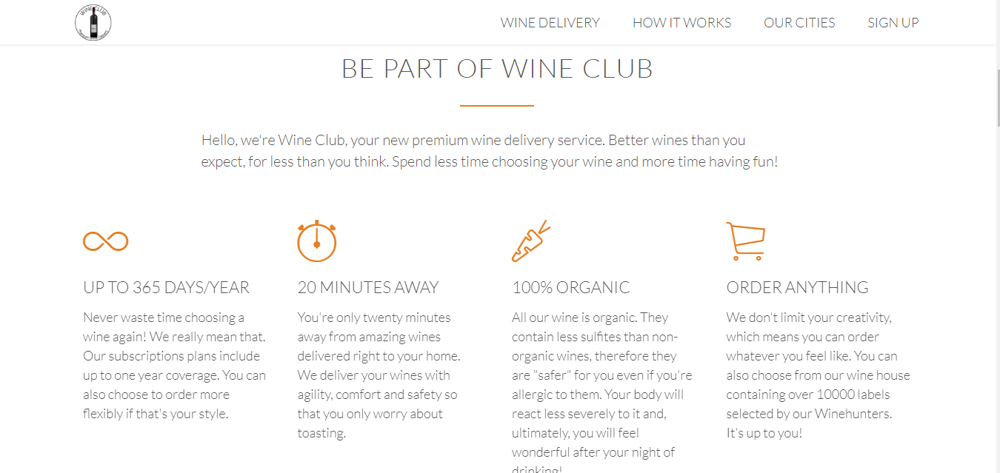 WINE CLUB
WINE DELIVERY
HOW IT WORKS
OUR CITIES
SIGN UP
BE PART OF WINE CLUB
Hello, we're Wine Club, your new premium wine delivery service. Better wines than you
expect, for less than you think. Spend less time choosing your wine and more time having fun!
UP TO 365 DAYS/YEAR
Never waste time choosing a
wine again! We really mean that.
Our subscriptions plans include
up to one year coverage. You can
also choose to order more
flexibly if that's your style.
20 MINUTES AWAY
You're only twenty minutes
away from amazing wines
delivered right to your home.
We deliver your wines with
agility, comfort and safety so
that you only worry about
toasting.
100% ORGANIC
All our wine is organic. They
contain less sulfites than non-
organic wines, therefore they
are "safer" for you even if you're
allergic to them. Your body will
react less severely to it and,
ultimately, you will feel
wonderful after your night of
drinking!
ORDER ANYTHING
We don't limit your creativity,
which means you can order
whatever you feel like. You can
also choose from our wine house
containing over 10000 labels
selected by our Winehunters.
It's up to you!